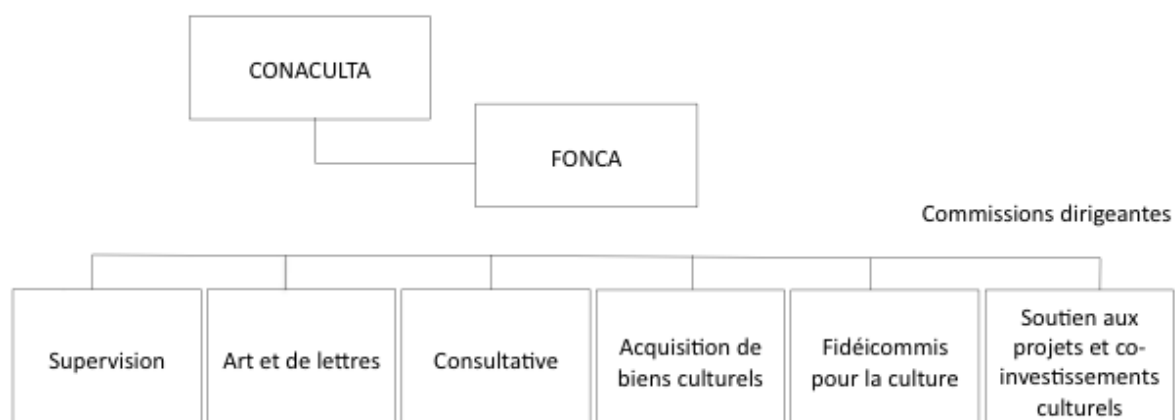 CONACULTA
FONCA
Commissions dirigeantes
Supervision
Art et de lettres
Consultative
Acquisition de
biens culturels
Fidéicommis
pour la culture
Soutien aux
projets et co-
investissements
culturels